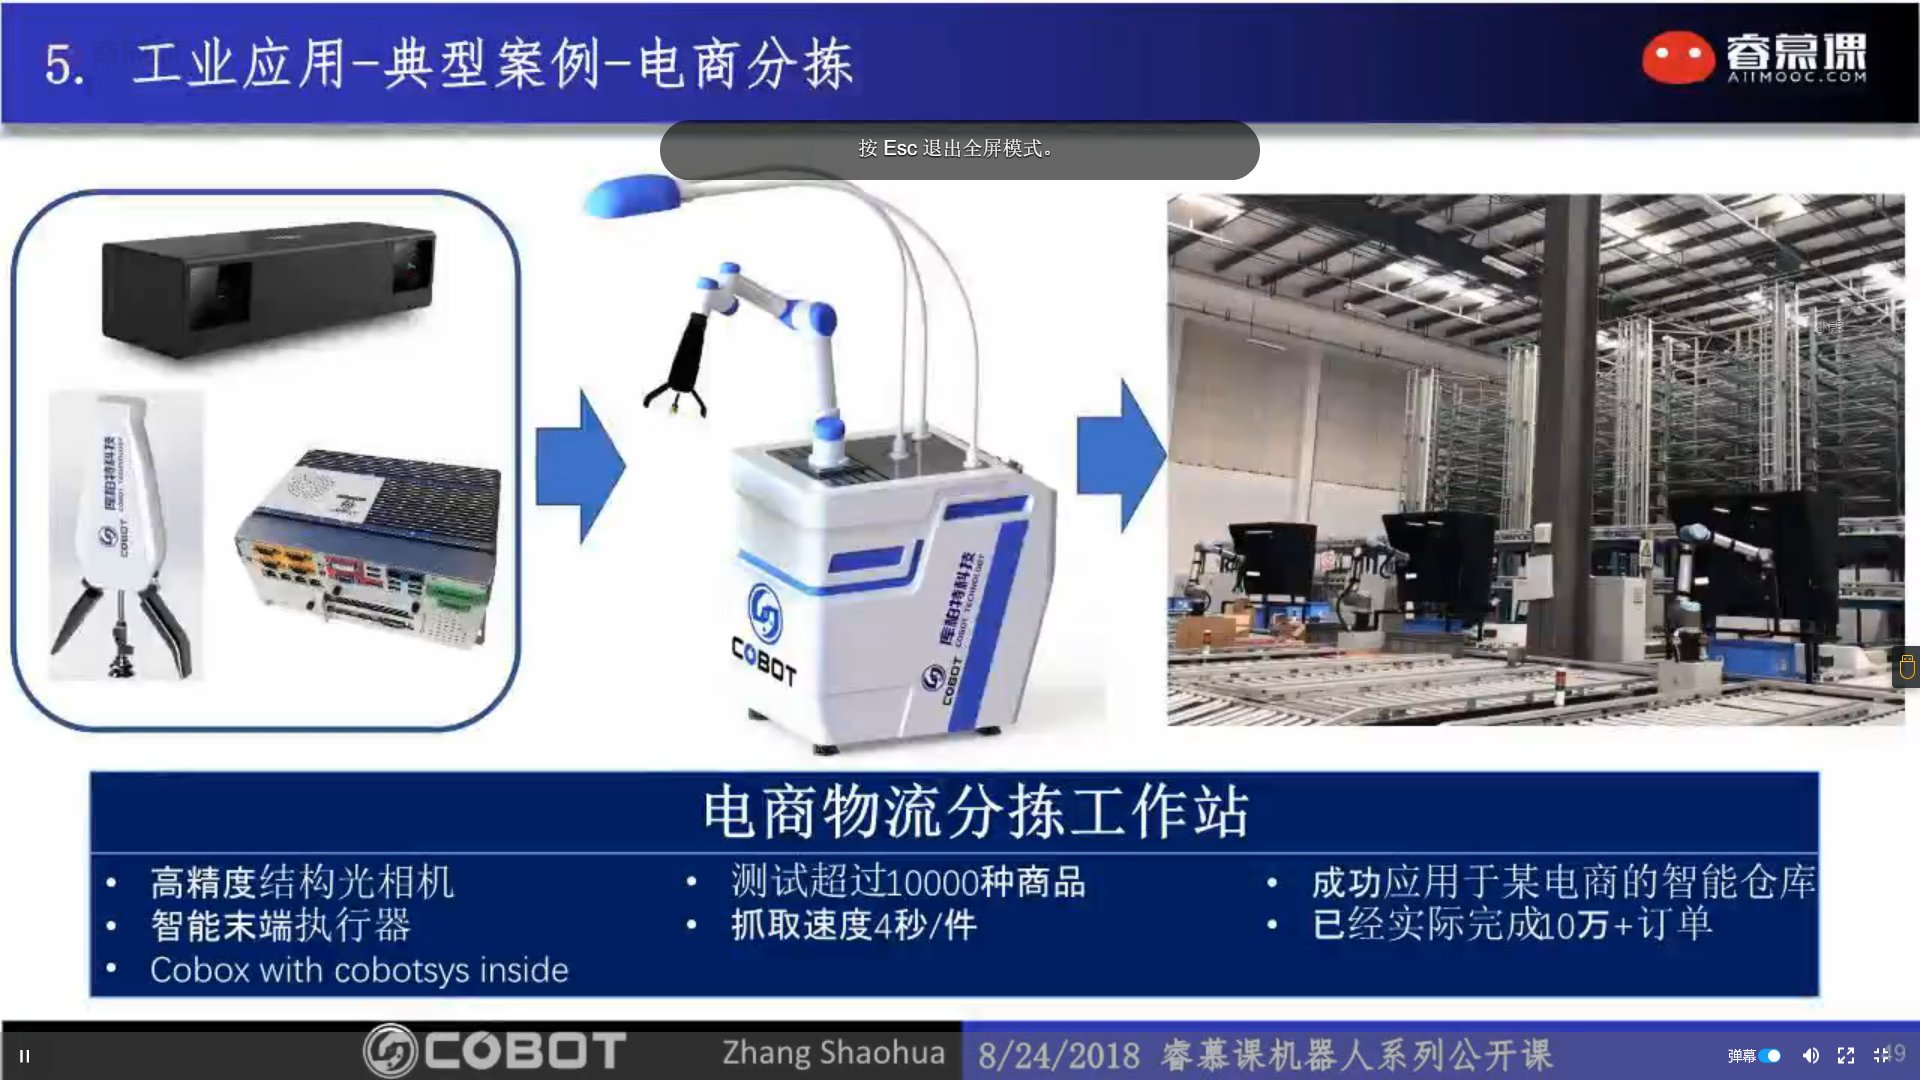 5. 工业应用-典型案例-电商分拣
睿慕课
AIIMOOC.COM
按 Esc 退出全屏模式。
库柏特科技
COBOT TECHNOLOGY
COBOT
COBOT
库柏特科技
COBOT TECHNOLOGY
COBOT
电商物流分拣工作站
• 高精度结构光相机
• 智能末端执行器
• Cobox with cobotsys inside
• 测试超过10000种商品
• 抓取速度4秒/件
• 成功应用于某电商的智能仓库
• 已经实际完成10万+订单
COBOT
Zhang Shaohua
8/24/2018 睿慕课机器人系列公开课
弹幕
49